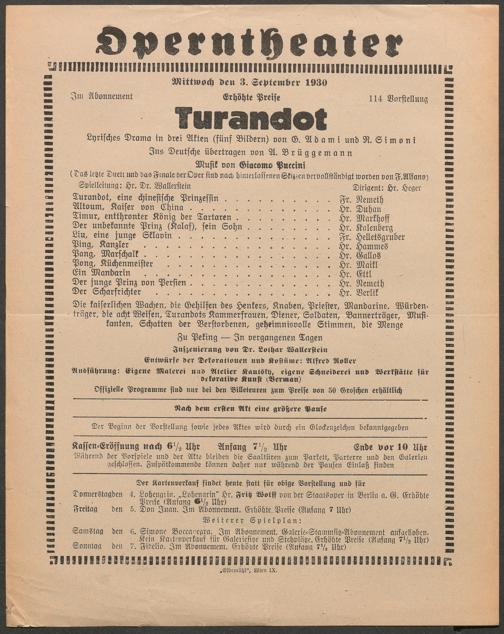 Operntheater
Mittwoch den 3. September 1930
Im Abonnement Erhöhte Preise 114 Vorstellung
Turandot
Lyrisches Drama in drei Akten (fünf Bildern) von G. Adami und R. Simoni
Ins Deutsche übertragen von A. Brüggemann
Musik von Giacomo Puccini
(Das letzte Duett und das Finale der Oper sind nach hinterlassenen Skizzen vervollständigt worden von F. Alfano)
Spielleitung: Hr. Dr. Wallerstein Dirigent: Hr. Heger
Turandot, eine chinesische Prinzessin Fr. Nemeth
Altoum, Kaiser von China Hr. Duhan
Timur, entthronter König der Tartaren Hr. Markhoff
Der unbekannte Prinz (Kalaf), sein Sohn Hr. Kalenberg
Liu, eine junge Sklavin Fr. Helletsgruber
Ping, Kanzler Hr. Hammes
Pang, Marschalk Hr. Gallos
Pong, Küchenmeister Hr. Maikl
Ein Mandarin Hr. Ettl
Der junge Prinz von Persien Hr. Nemeth
Der Scharfrichter Hr. Berlik
Die kaiserlichen Wachen, die Gehilfen des Henkers, Knaben, Priester, Mandarine, Würden-
träger, die acht Weisen, Turandots Kammerfrauen, Diener, Soldaten, Bannerträger, Musi-
kanten, Schatten der Verstorbenen, geheimnisvolle Stimmen, die Menge
Zu Peking — In vergangenen Tagen
Inszenierung von Dr. Lothar Wallerstein
Entwürfe der Dekorationen und Kostüme: Alfred Roller
Ausführung: Eigene Malerei und Atelier Kautsky, eigene Schneiderei und Werkstätte für
dekorative Kunst (Berman)
Offizielle Programme sind nur bei den Billeteuren zum Preise von 50 Groschen erhältlich
Nach dem ersten Akt eine größere Pause
Der Beginn der Vorstellung sowie jedes Aktes wird durch ein Glockenzeichen bekanntgegeben
Kassen-Eröffnung nach 6½ Uhr Anfang 7½ Uhr Ende vor 10 Uhr
Während der Vorspiele und der Akte bleiben die Saaltüren zum Parkett, Parterre und den Galerien
geschlossen. Zuspätkommende können daher nur während der Pausen Einlaß finden
Der Kartenverkauf findet heute statt für obige Vorstellung und für
Donnerstag den 4. Lohengrin. „Lohengrin" Hr. Fritz Wolff von der Staatsoper in Berlin a. G. Erhöhte
Preise (Anfang 6½ Uhr)
Freitag den 5. Don Juan. Im Abonnement. Erhöhte Preise (Anfang 7 Uhr)
Weiterer Spielplan:
Samstag den 6. Simone Boccanegra. Im Abonnement. Galerie-Stammsitz-Abonnement aufgehoben.
Kein Kartenverkauf für Galeriesitze und Stehplätze. Erhöhte Preise (Anfang 7½ Uhr)
Sonntag den 7. Fidelio. Im Abonnement. Erhöhte Preise (Anfang 7½ Uhr)
„Elbemühl", Wien IX.